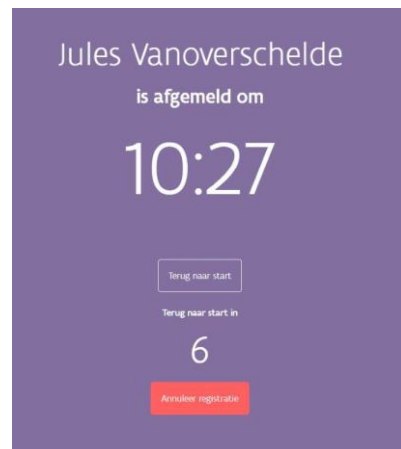 Jules Vanoverschelde
is afgemeld om
10:27
Terug naar start
Terug naar start in
6
Annuleer registratie